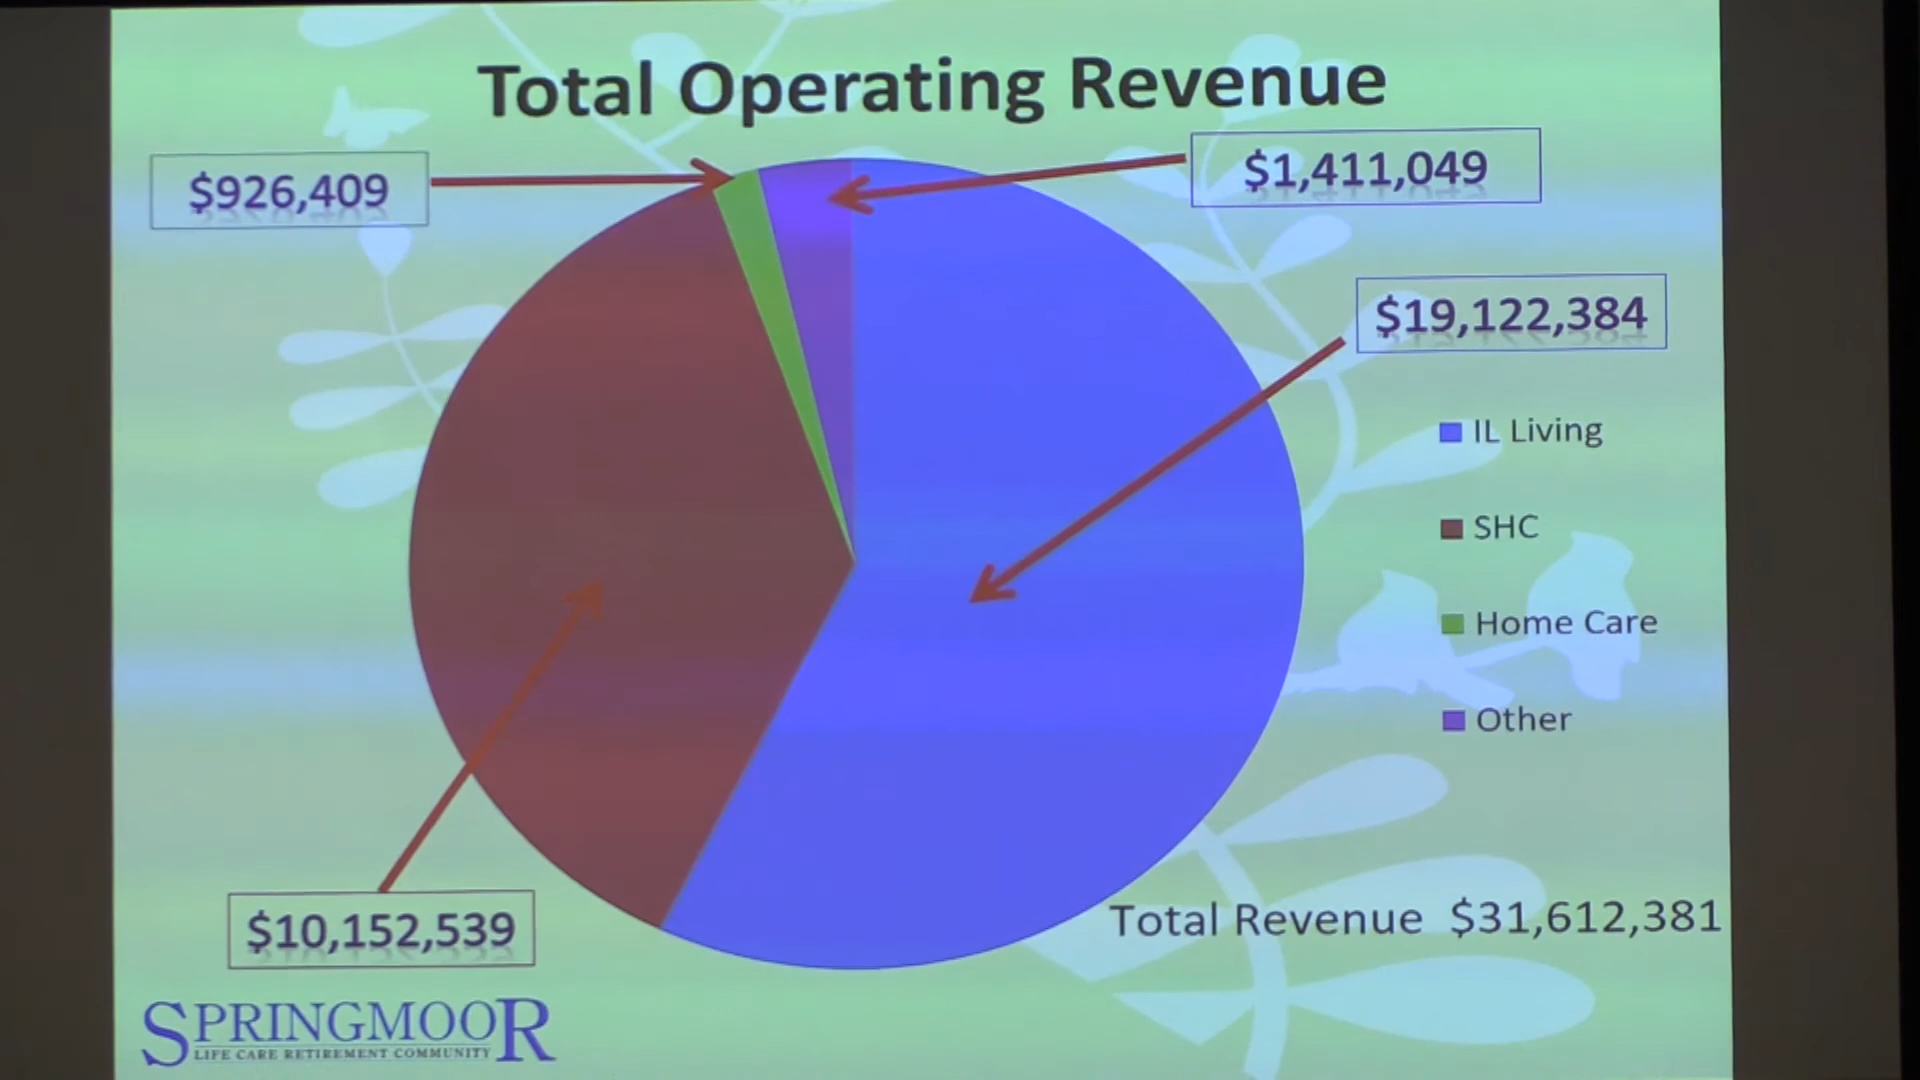 Total Operating Revenue
$926,409
$1,411,049
$19,122,384
IL Living
SHC
Home Care
Other
$10,152,539
Total Revenue $31,612,381
SPRINGMOOR
LIFE CARE RETIREMENT COMMUNITY